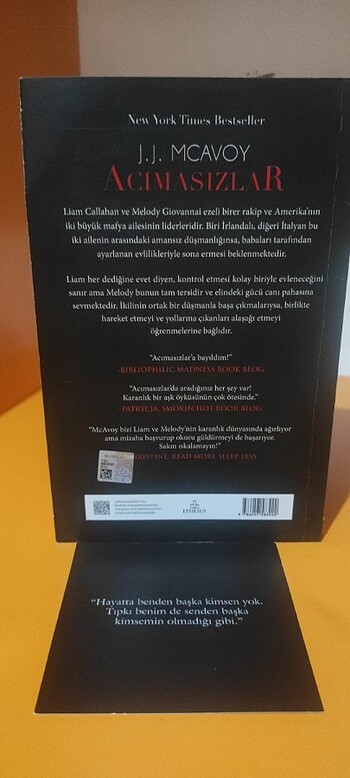 New York Times Bestseller
J.J. MCAVOY
ACIMASIZLAR
Liam Callahan ve Melody Giovannai ezeli birer rakip ve Amerika'nın
iki büyük mafya ailesinin liderleridir. Biri İrlandalı, diğeri İtalyan bu
iki ailenin arasındaki amansız düşmanlığınsa, babaları tarafından
ayarlanan evlilikleriyle sona ermesi beklenmektedir.
Liam her dediğine evet diyen, kontrol etmesi kolay biriyle evleneceğini
sanır ama Melody bunun tam tersidir ve elindeki gücü canı pahasına
sevmektedir. İkilinin ortak bir düşmanla başa çıkmalarıysa, birlikte
hareket etmeyi ve yollarına çıkanları alaşağı etmeyi
öğrenmelerine bağlıdır.
"Acımasızlar'a bayıldım!"
-BIBLIOPHILIC MADNESS BOOK BLOG
"Acımasızlar'da aradığınız her şey var!
Karanlık bir aşk öyküsünün çok ötesinde."
-PATRYCJA, SMOKIN HOT BOOK BLOG
"McAvoy bizi Liam ve Melody'nin karanlık dünyasında ağırlıyor
ama mizaha başvurup okuru güldürmeyi de başarıyor.
Sakın ıskalamayın!"
CHRISTINE, READ MORE SLEEP LESS
EPHESUS
"Hayatta benden başka kimsen yok.
Tıpkı benim de senden başka
kimsemin olmadığı gibi."